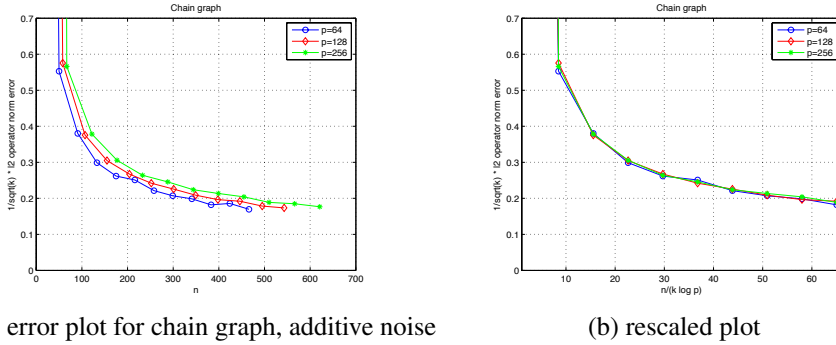 Chain graph
0.7
0.6
0.5
0.4
0.3
0.2
0.1
0
0 100 200 300 400 500 600 700
n
1/sqrt(k) * l2 operator norm error
p=64
p=128
p=256
Chain graph
0.7
0.6
0.5
0.4
0.3
0.2
0.1
0
10 20 30 40 50 60
n/(k log p)
1/sqrt(k) * l2 operator norm error
p=64
p=128
p=256
error plot for chain graph, additive noise
(b) rescaled plot